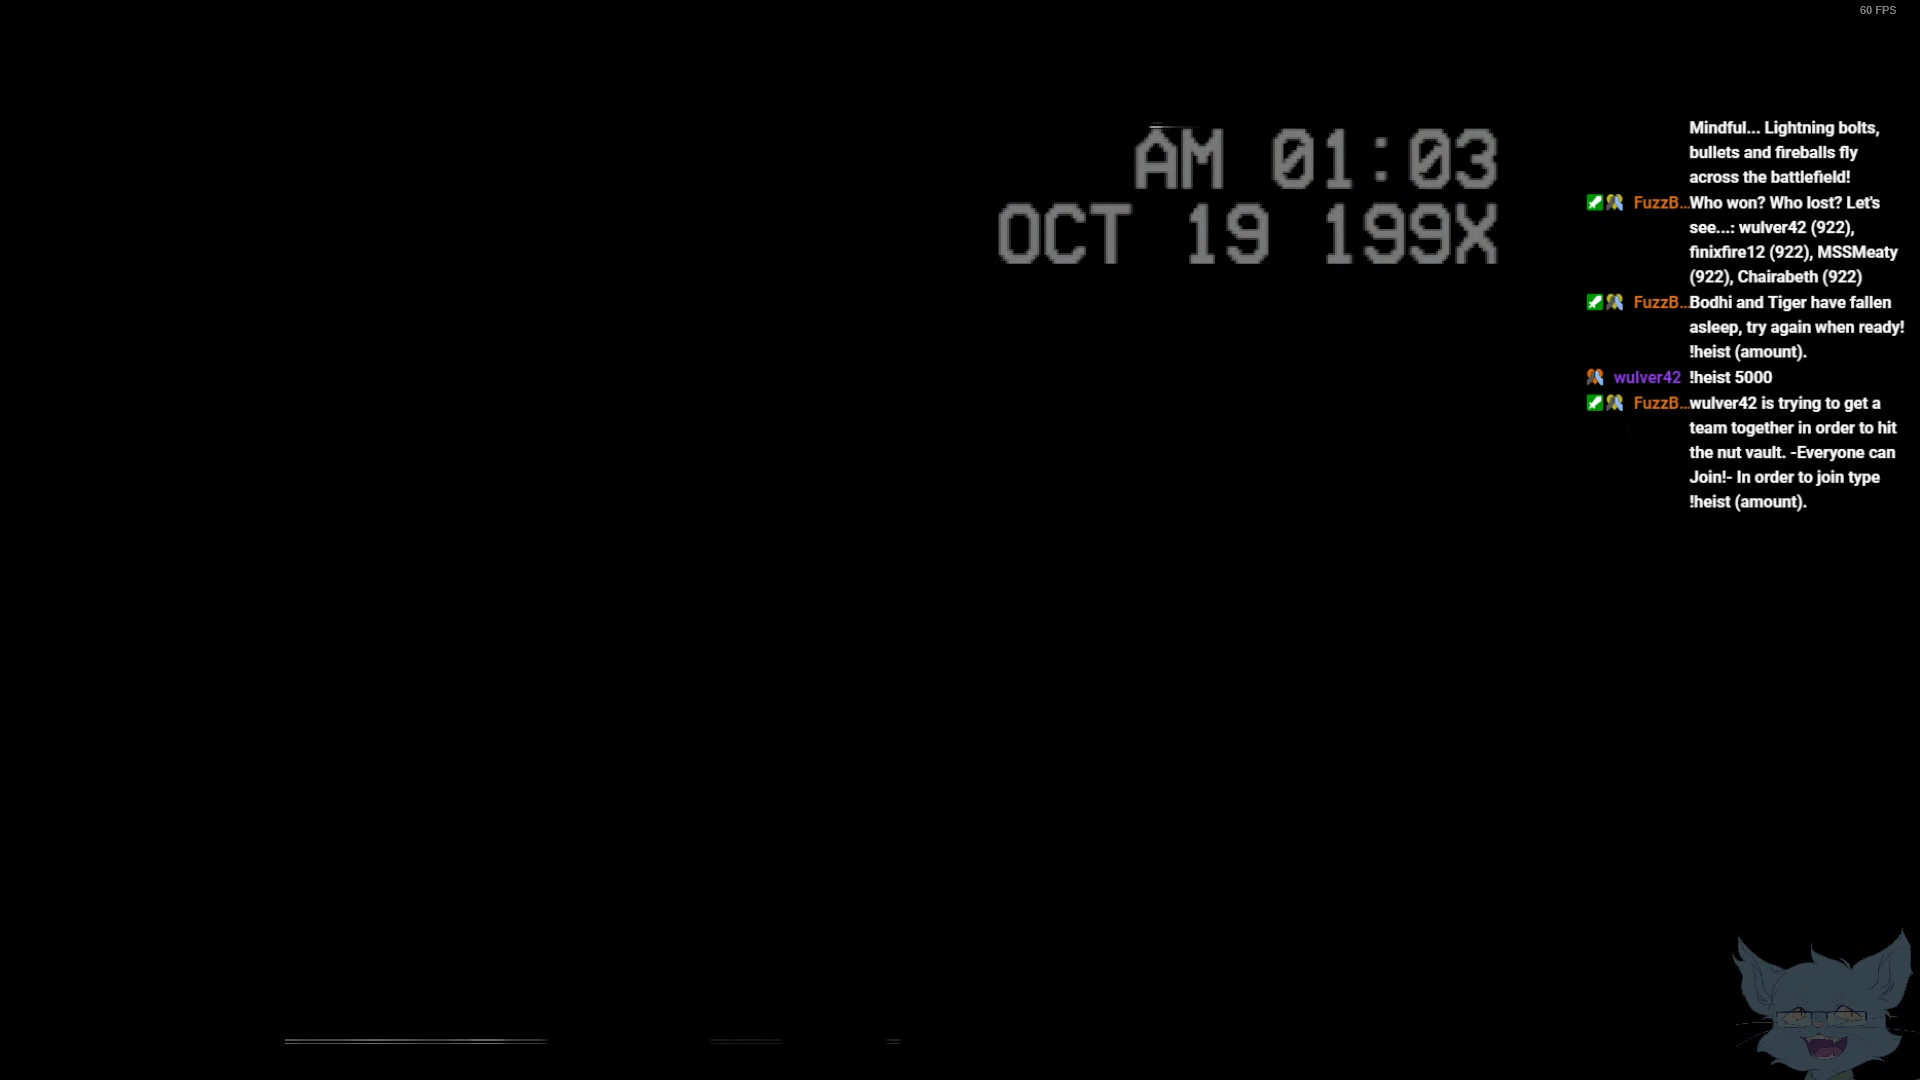 60 FPS
AM 01:03
OCT 19 199X
Mindful... Lightning bolts,
bullets and fireballs fly
across the battlefield!
FuzzB... Who won? Who lost? Let's
see...: wulver42 (922),
finixfire12 (922), MSSMeaty
(922), Chairabeth (922)
FuzzB... Bodhi and Tiger have fallen
asleep, try again when ready!
!heist (amount).
wulver42 !heist 5000
FuzzB... wulver42 is trying to get a
team together in order to hit
the nut vault. -Everyone can
Join!- In order to join type
!heist (amount).